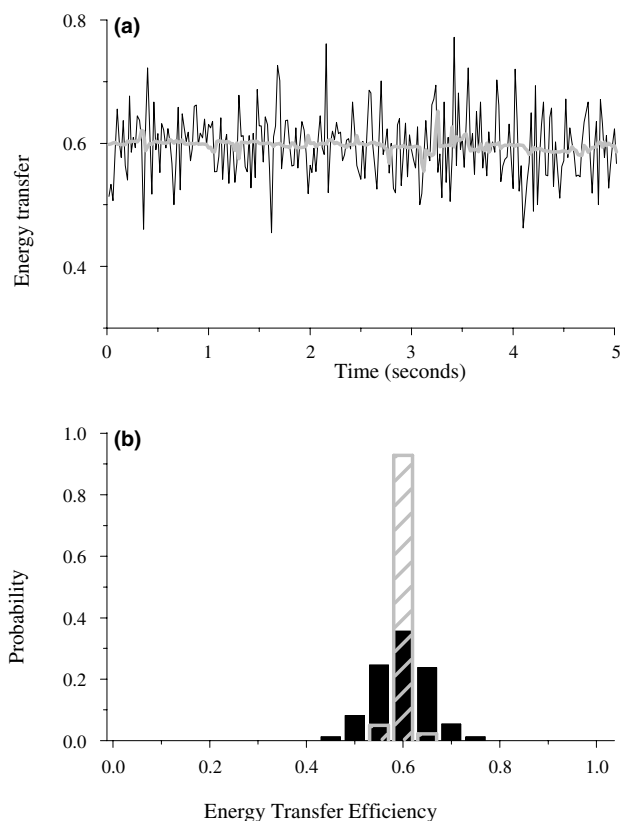 (a)
0.8
0.6
0.4
Energy transfer
0 1 2 3 4 5
Time (seconds)
(b)
1.0
0.8
0.6
0.4
0.2
0.0
Probability
0.0 0.2 0.4 0.6 0.8 1.0
Energy Transfer Efficiency